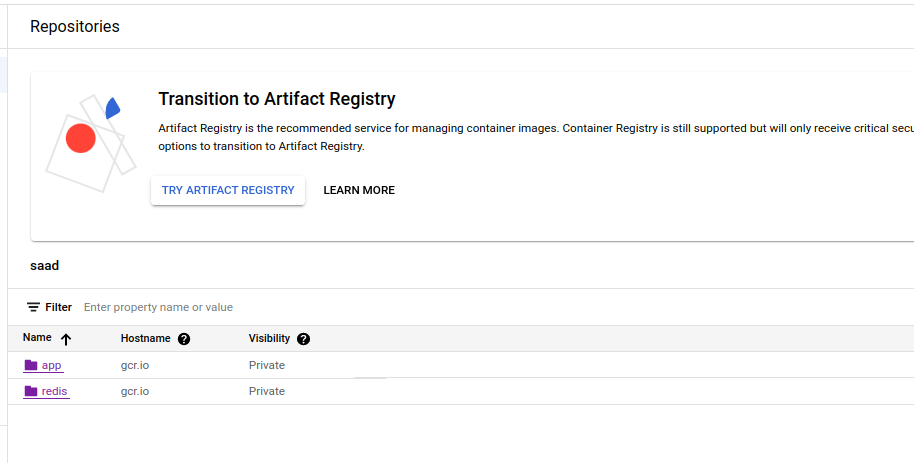 Repositories
Transition to Artifact Registry
Artifact Registry is the recommended service for managing container images. Container Registry is still supported but will only receive critical secu
options to transition to Artifact Registry.
TRY ARTIFACT REGISTRY LEARN MORE
saad
Filter Enter property name or value
Name Hostname ? Visibility ?
app gcr.io Private
redis gcr.io Private